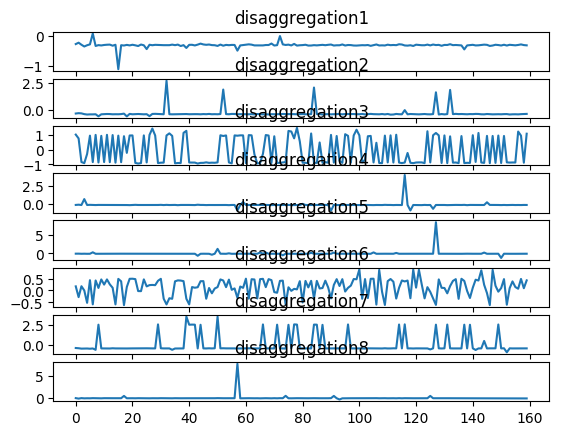 disaggregation1
0
−1
disaggregation2
2.5
0.0
disaggregation3
1
0
−1
disaggregation4
2.5
0.0
disaggregation5
5
0
disaggregation6
0.5
0.0
−0.5
disaggregation7
2.5
0.0
disaggregation8
5
0
0 20 40 60 80 100 120 140 160